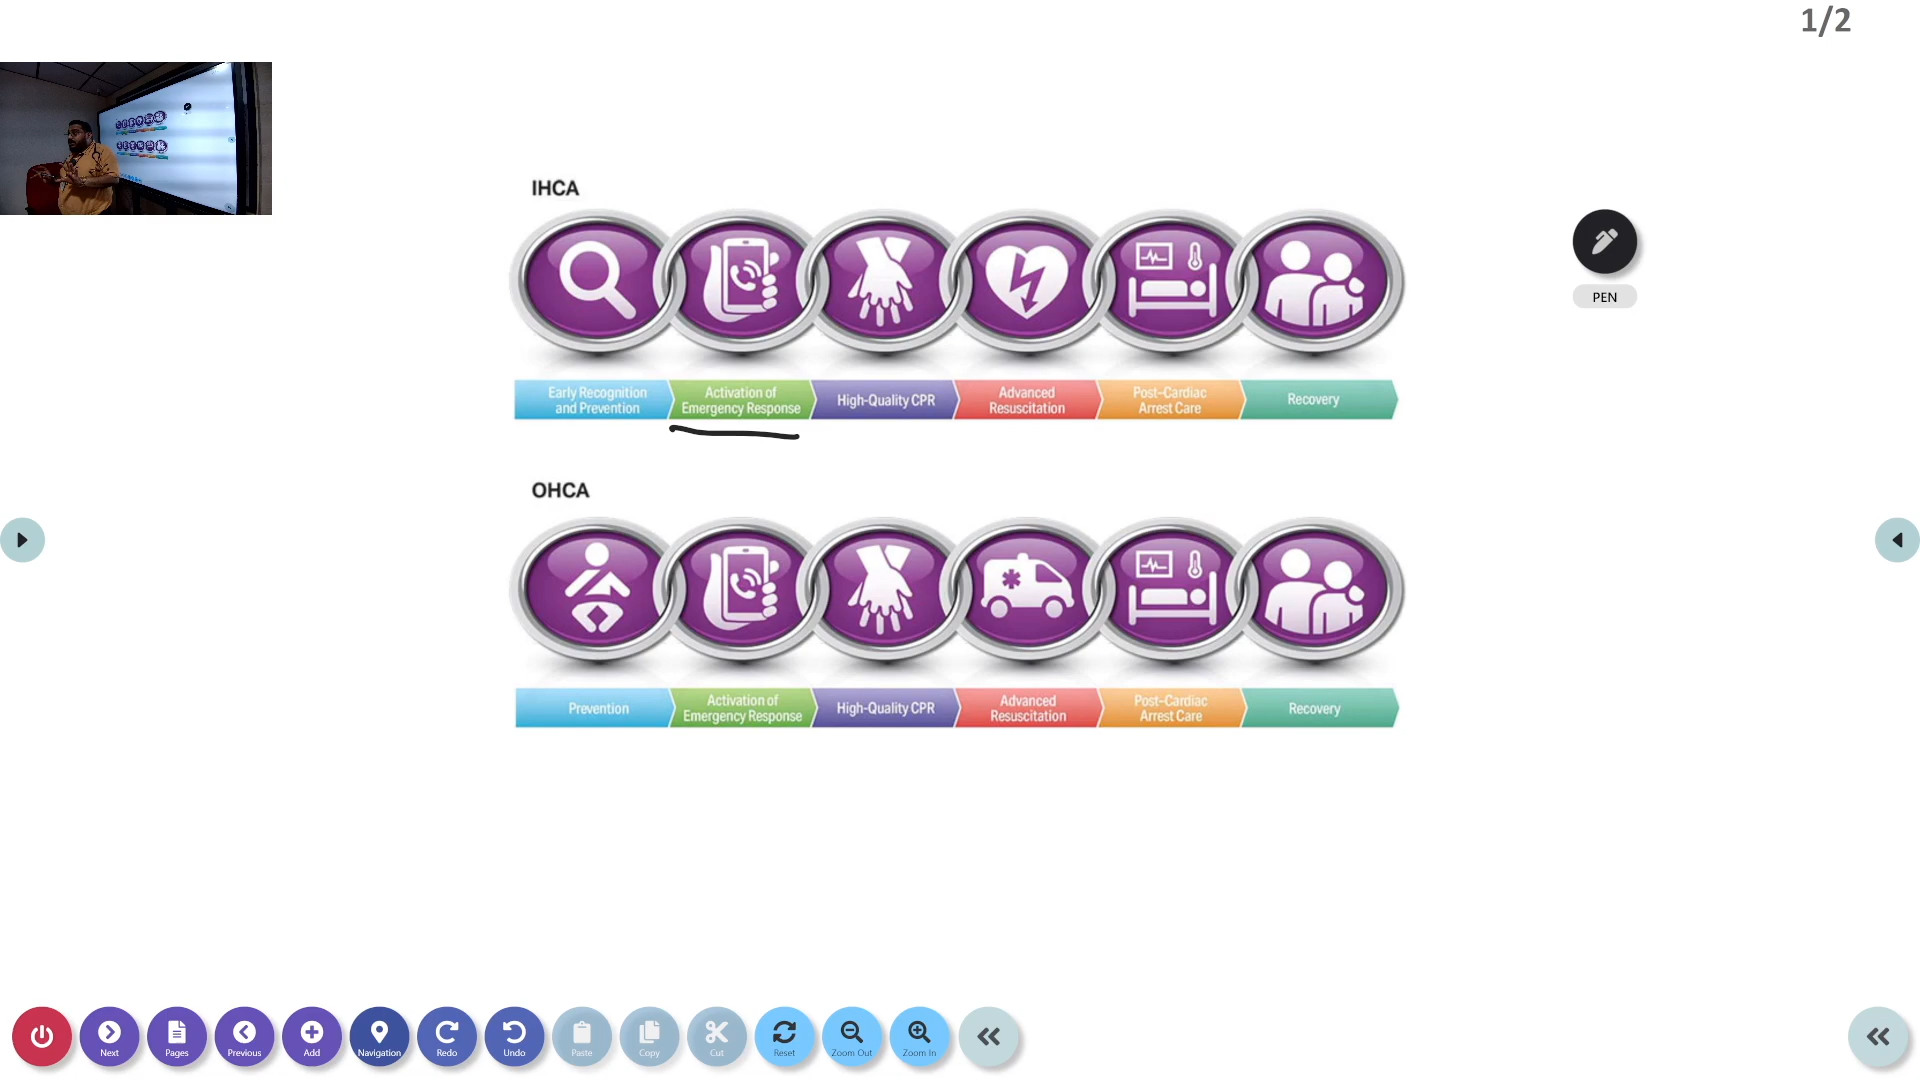 1/2
IHCA
PEN
Early Recognition
and Prevention
Activation of
Emergency Response
High-Quality CPR
Advanced
Resuscitation
Post-Cardiac
Arrest Care
Recovery
OHCA
Prevention
Activation of
Emergency Response
High-Quality CPR
Advanced
Resuscitation
Post-Cardiac
Arrest Care
Recovery
Next
Pages
Previous
Add
Navigation
Redo
Undo
Paste
Copy
Cut
Reset
Zoom Out
Zoom In